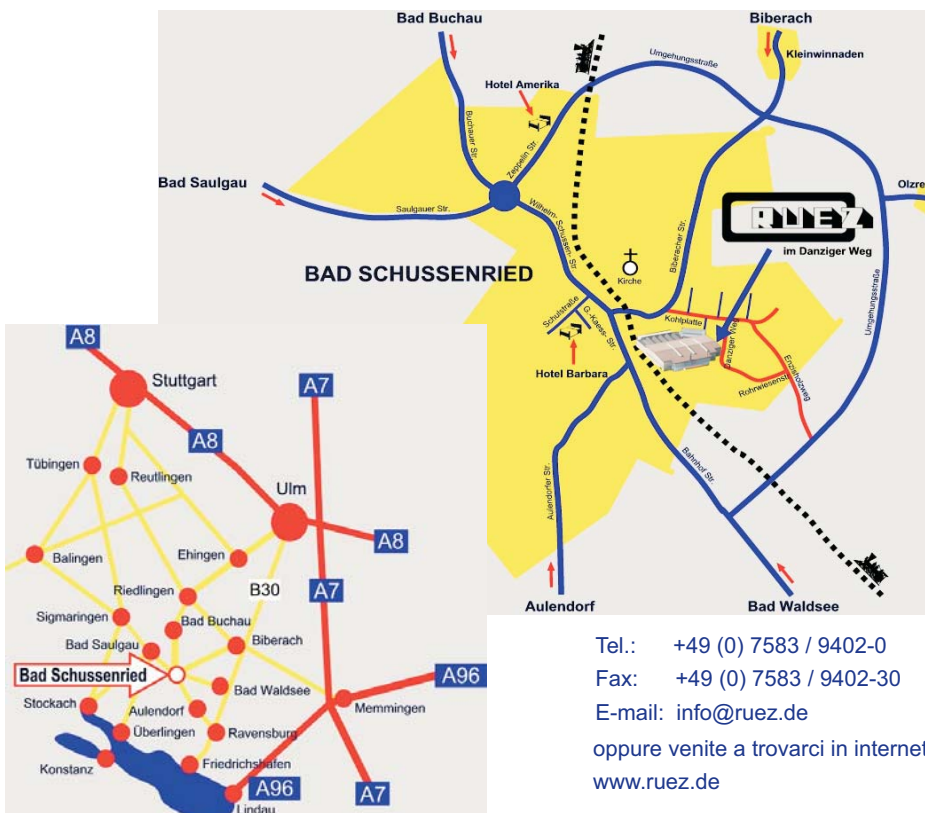 Bad Buchau
Biberach
Kleinwinnaden
Umgehungsstraße
Hotel Amerika
Buchauer Str.
Zeppelin Str.
Bad Saulgau
Saulgauer Str.
Wilhelm- Schussen- Str.
Biberacher Str.
Olzre
RUEZ
im Danziger Weg
BAD SCHUSSENRIED
Kirche
Umgehungsstraße
Schulstraße
G.-Kaess- Str.
Kohlplatte
Danziger Weg
Hotel Barbara
Rohrwiesenstr
Enzisholzweg
Aulendorfer Str.
Bahnhof Str.
Aulendorf
Bad Waldsee
A8
Stuttgart
A7
A8
Tübingen
Reutlingen
Ulm
A8
Balingen
Ehingen
B30
A7
Riedlingen
Sigmaringen
Bad Buchau
Biberach
Bad Saulgau
Bad Schussenried
Bad Waldsee
A96
Stockach
Aulendorf
Memmingen
Überlingen
Ravensburg
Konstanz
Friedrichshafen
A96
A7
Lindau
Tel.: +49 (0) 7583 / 9402-0
Fax: +49 (0) 7583 / 9402-30
E-mail: info@ruez.de
oppure venite a trovarci in internet
www.ruez.de